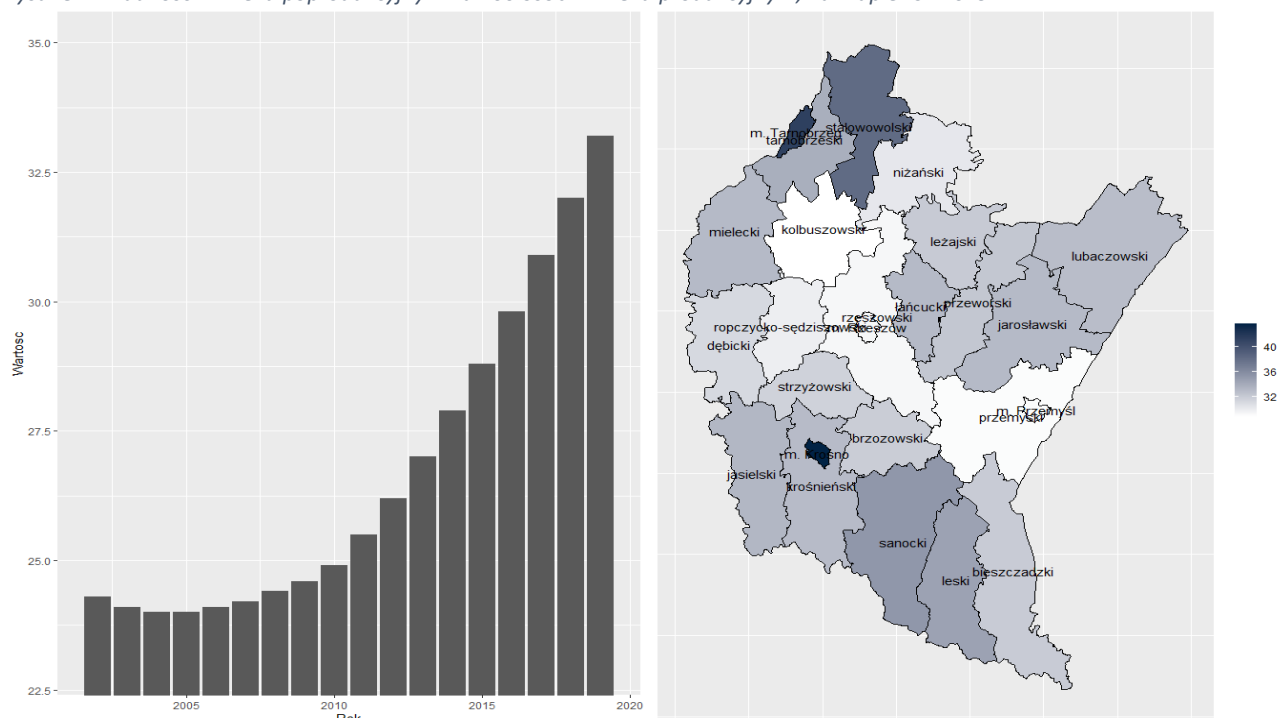 35.0
32.5
30.0
27.5
25.0
22.5
Wartosc
2005
2010
2015
2020
Rok
m. Tarnobrzeg
tarnobrzeski
stalowowolski
niżański
mielecki
kolbuszowski
leżajski
lubaczowski
łańcucki
przeworski
rzeszowski
m. Rzeszów
jarosławski
ropczycko-sędziszowski
dębicki
strzyżowski
m. Przemyśl
przemyski
brzozowski
m. Krosno
jasielski
krośnieński
sanocki
leski
bieszczadzki
40
36
32